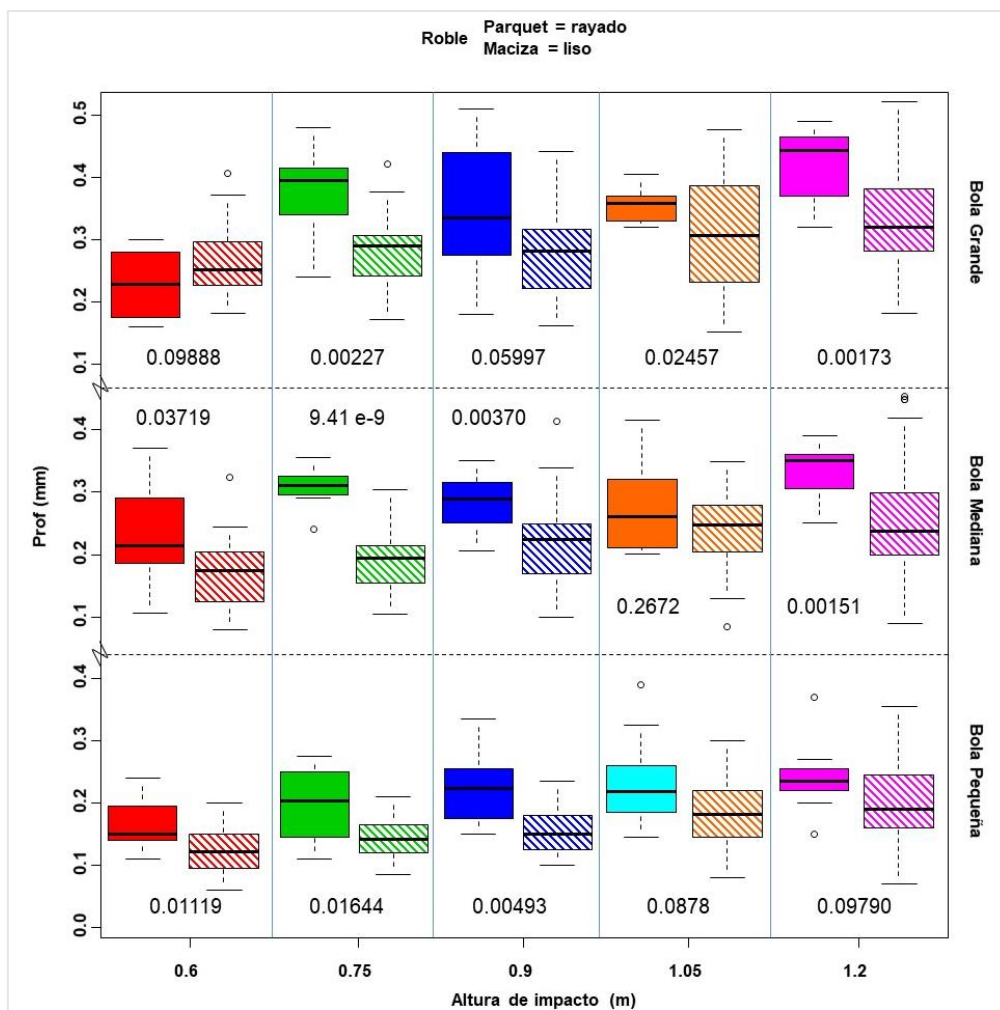 Roble Parquet = rayado
Maciza = liso
Prof (mm)
0.5
0.4
0.3
0.2
0.1
0.09888 0.00227 0.05997 0.02457 0.00173
Bola Grande
0.4
0.3
0.2
0.1
0.03719 9.41 e-9 0.00370
0.2672 0.00151
Bola Mediana
0.4
0.3
0.2
0.1
0.0
0.01119 0.01644 0.00493 0.0878 0.09790
Bola Pequeña
0.6 0.75 0.9 1.05 1.2
Altura de impacto (m)